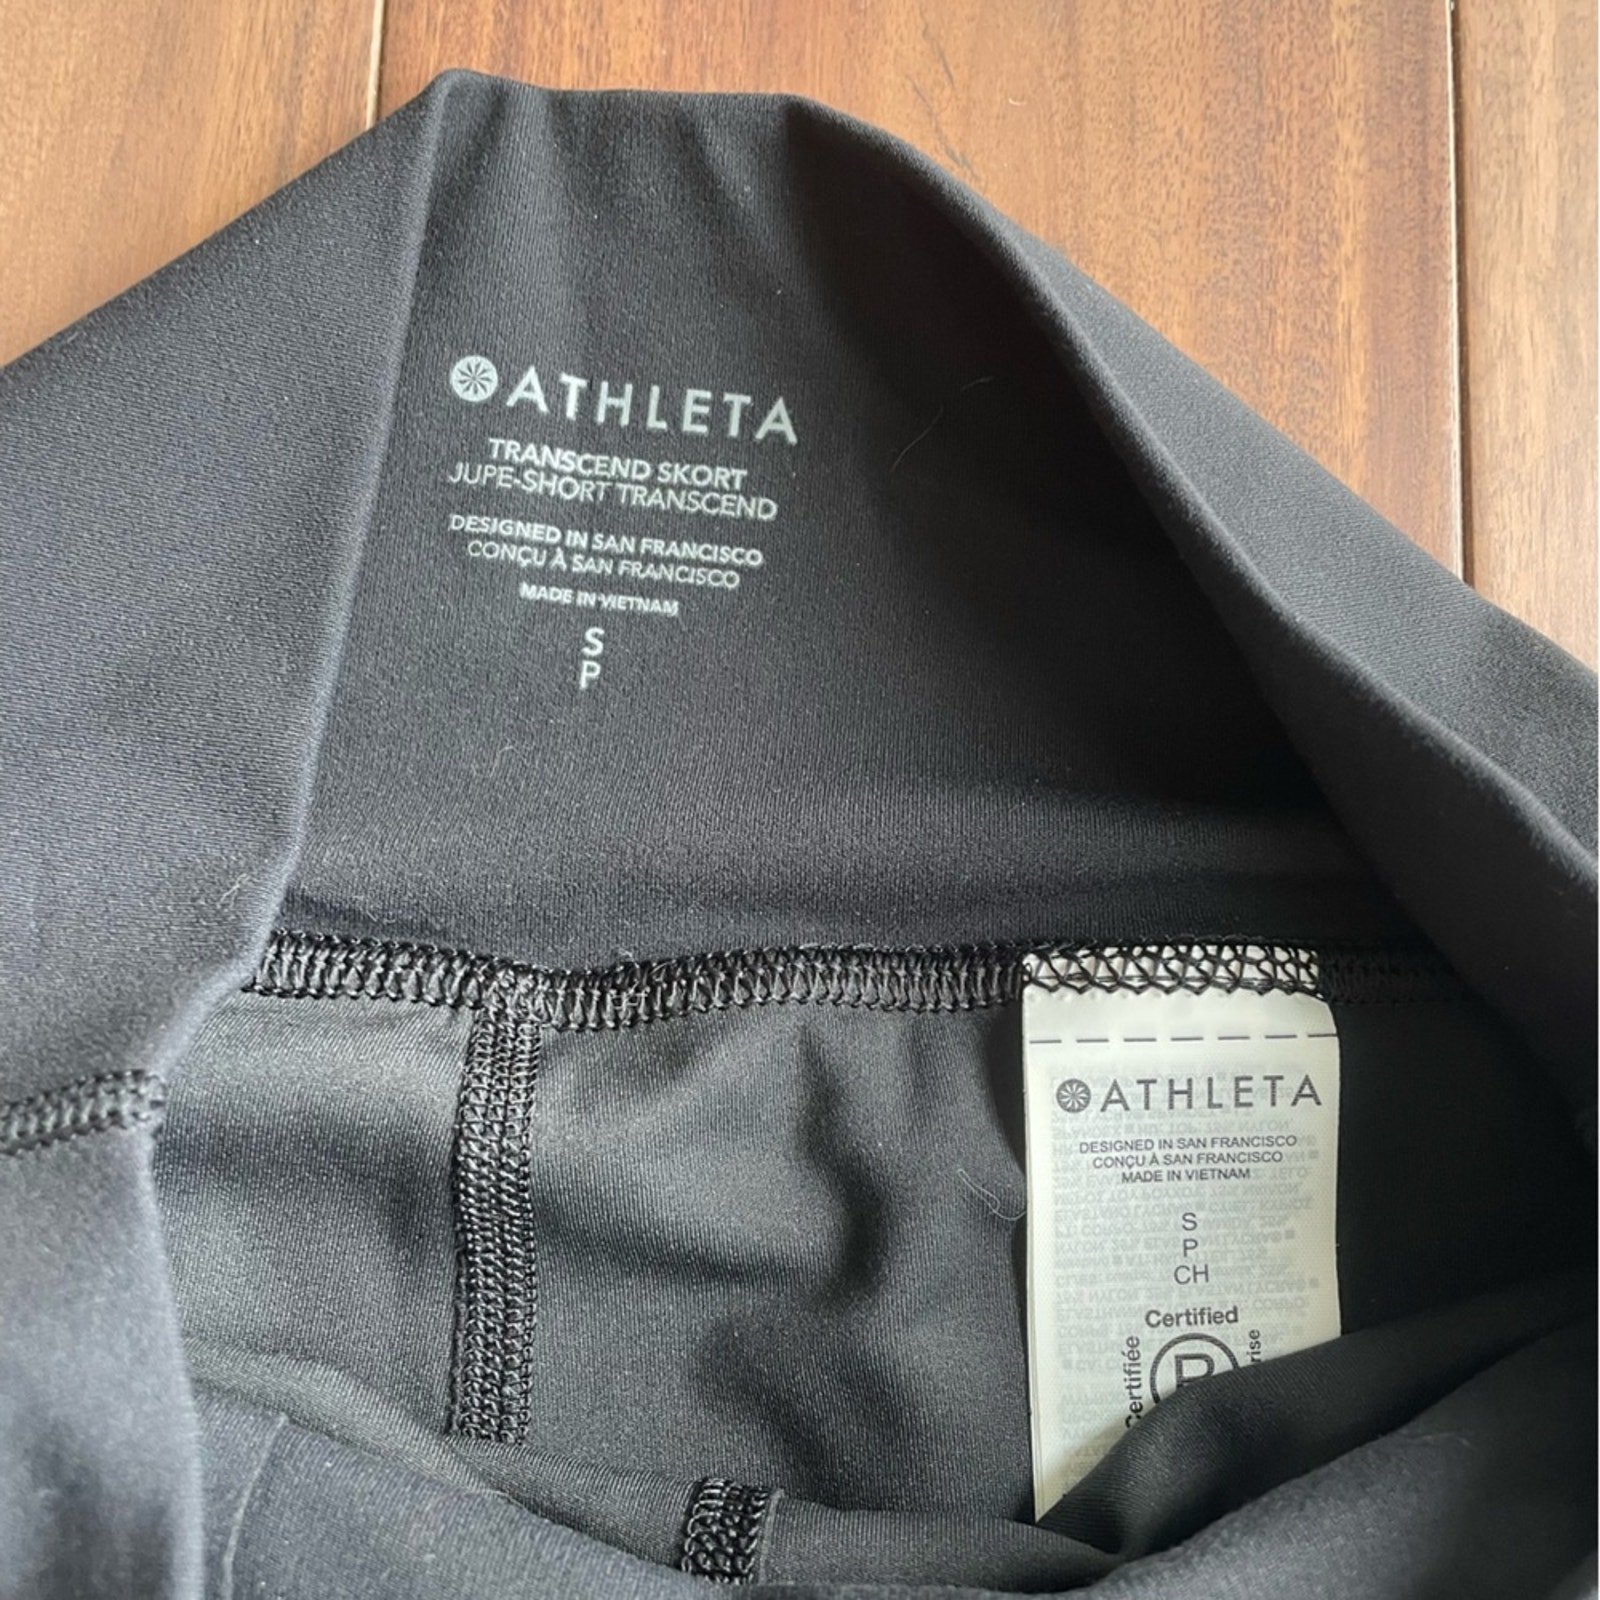 ATHLETA
TRANSCEND SKORT
JUPE-SHORT TRANSCEND
DESIGNED IN SAN FRANCISCO
CONÇU À SAN FRANCISCO
MADE IN VIETNAM
S
P
ATHLETA
DESIGNED IN SAN FRANCISCO
CONÇU À SAN FRANCISCO
MADE IN VIETNAM
S
P
CH
Certified
Certifiée
B